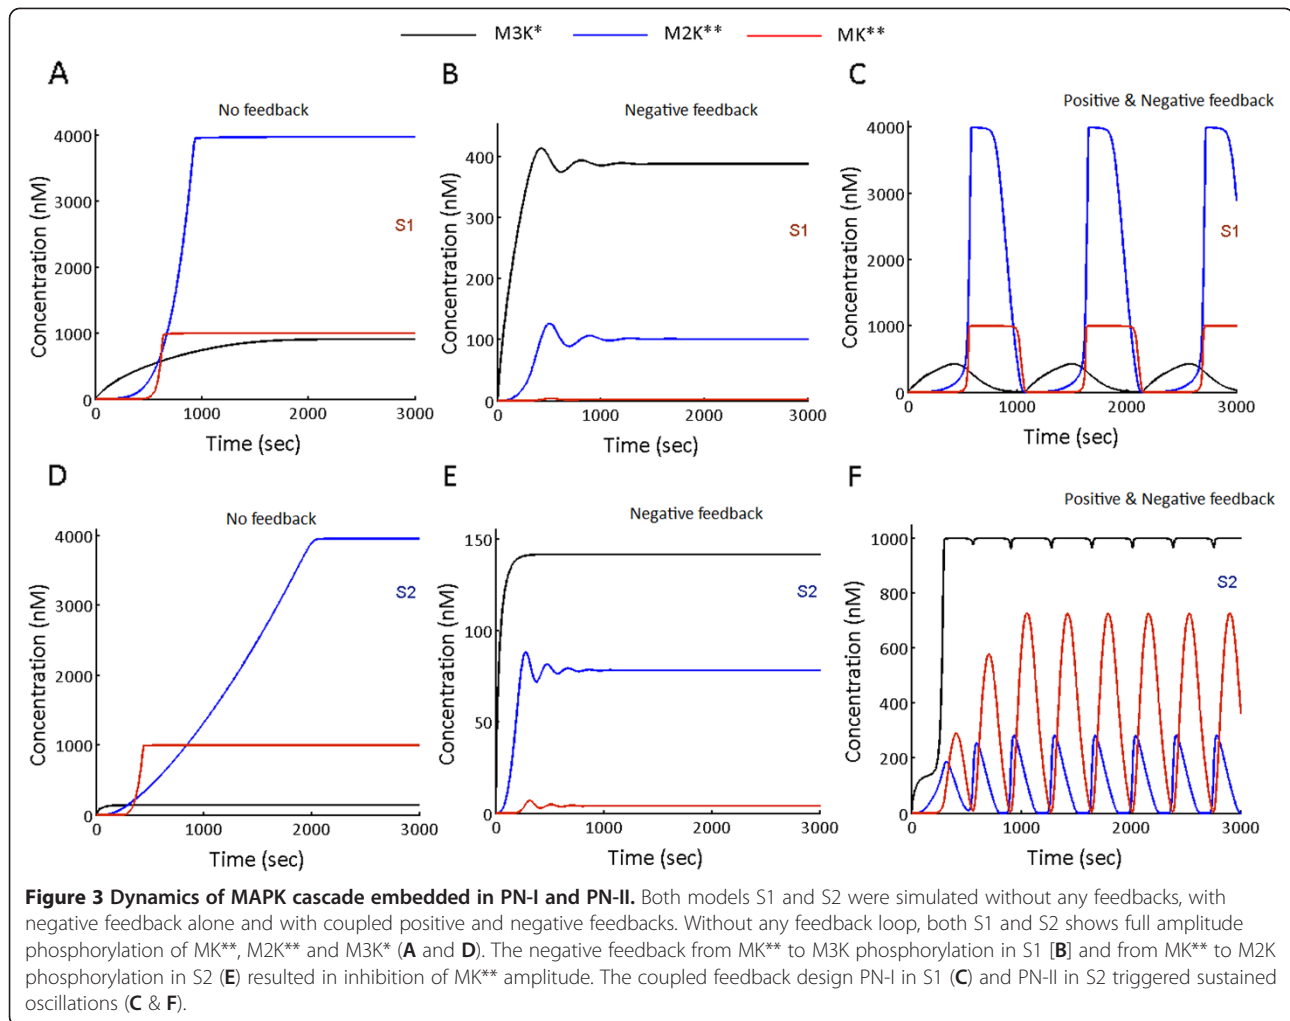 M3K* M2K** MK**
A
No feedback
4000
3000
2000
1000
0
0 1000 2000 3000
Concentration (nM)
Time (sec)
S1
B
Negative feedback
400
300
200
100
0
0 1000 2000 3000
Concentration (nM)
Time (sec)
S1
C
Positive & Negative feedback
4000
3000
2000
1000
0
0 1000 2000 3000
Concentration (nM)
Time (sec)
S1
D
No feedback
4000
3000
2000
1000
0
0 1000 2000 3000
Concentration (nM)
Time (sec)
S2
E
Negative feedback
150
100
50
0
0 1000 2000 3000
Concentration (nM)
Time (sec)
S2
F
Positive & Negative feedback
1000
800
600
400
200
0
0 1000 2000 3000
Concentration (nM)
Time (sec)
S2
Figure 3 Dynamics of MAPK cascade embedded in PN-I and PN-II. Both models S1 and S2 were simulated without any feedbacks, with
negative feedback alone and with coupled positive and negative feedbacks. Without any feedback loop, both S1 and S2 shows full amplitude
phosphorylation of MK**, M2K** and M3K* (A and D). The negative feedback from MK** to M3K phosphorylation in S1 [B] and from MK** to M2K
phosphorylation in S2 (E) resulted in inhibition of MK** amplitude. The coupled feedback design PN-I in S1 (C) and PN-II in S2 triggered sustained
oscillations (C & F).